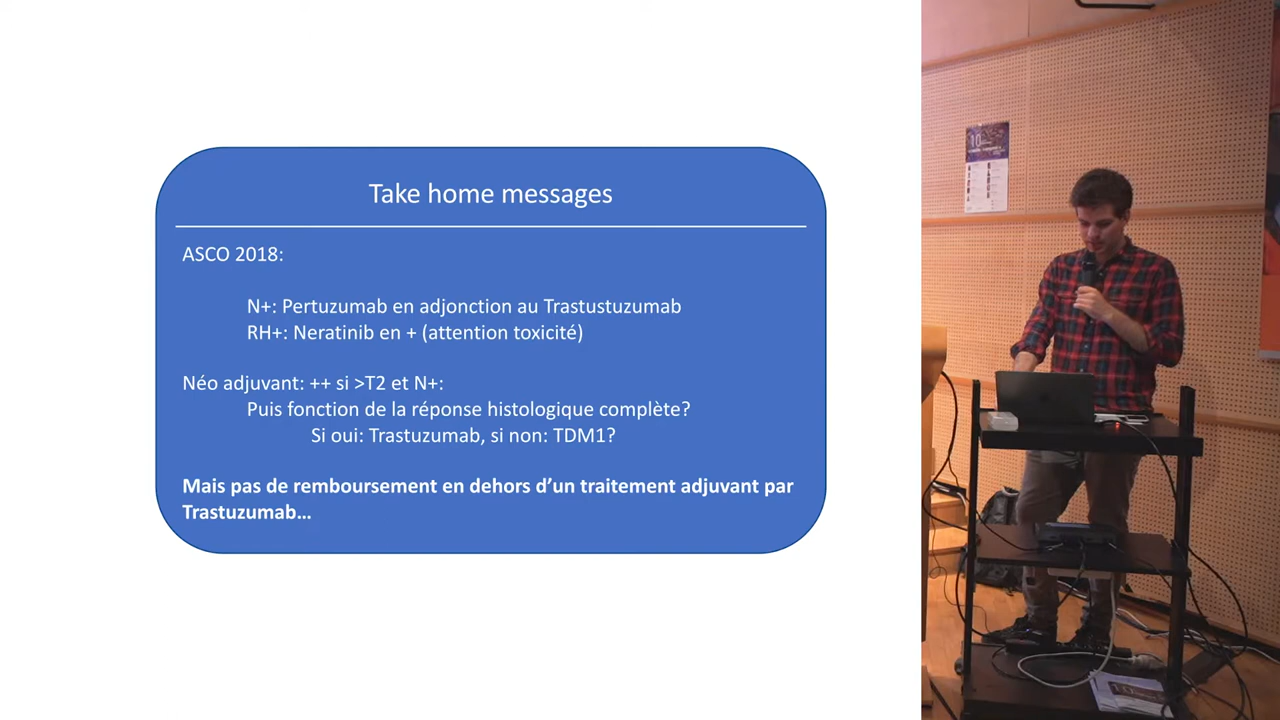 Take home messages
ASCO 2018:
N+: Pertuzumab en adjonction au Trastustuzumab
RH+: Neratinib en + (attention toxicité)
Néo adjuvant: ++ si >T2 et N+:
Puis fonction de la réponse histologique complète?
Si oui: Trastuzumab, si non: TDM1?
Mais pas de remboursement en dehors d’un traitement adjuvant par
Trastuzumab…
10